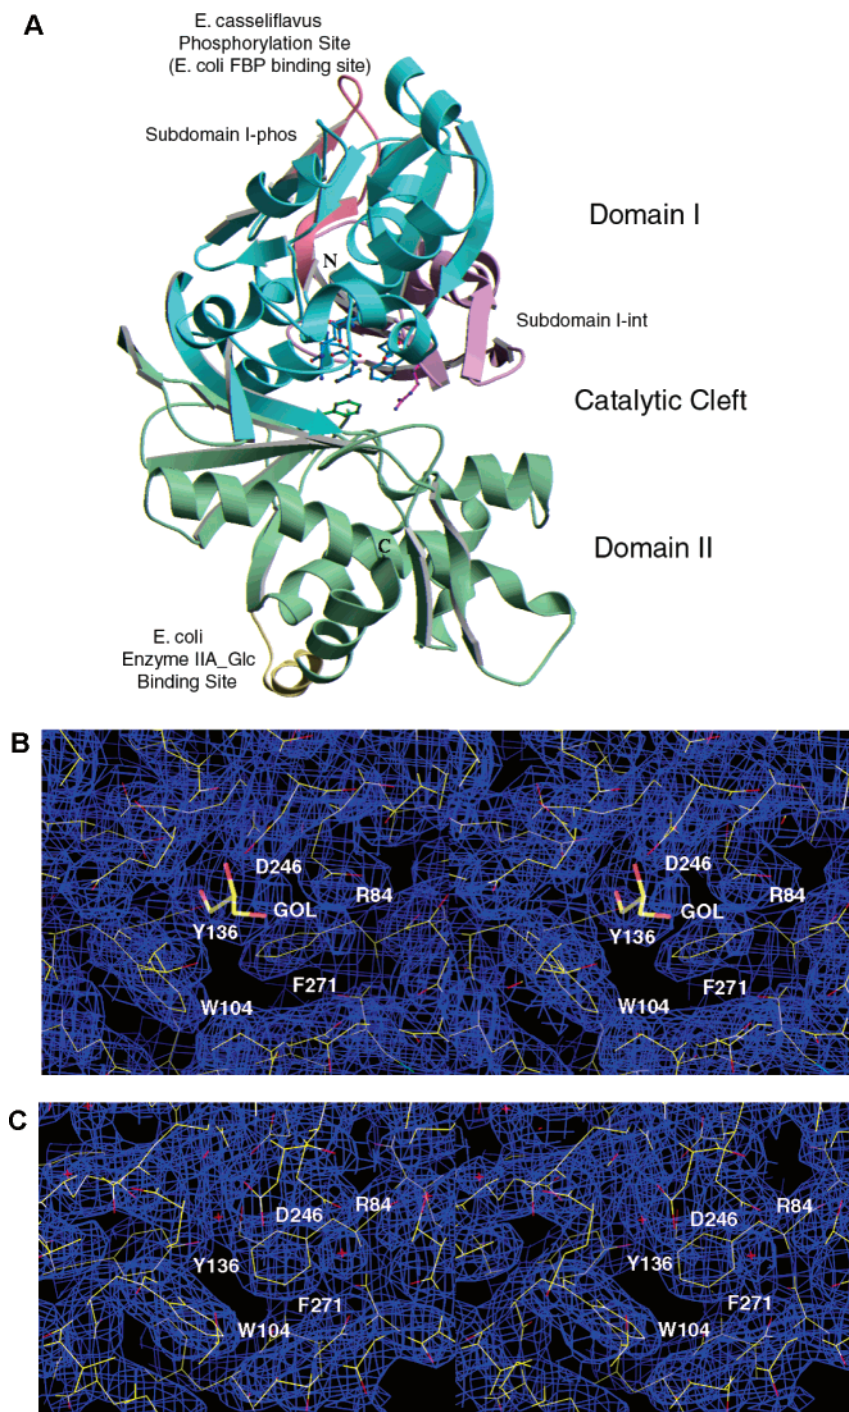 A
E. casseliflavus
Phosphorylation Site
(E. coli FBP binding site)
Subdomain I-phos
Domain I
N
Subdomain I-int
Catalytic Cleft
Domain II
C
E. coli
Enzyme IIA_Glc
Binding Site
B
D246
R84
GOL
Y136
F271
W104
D246
R84
GOL
Y136
F271
W104
C
R84
D246
Y136
F271
W104
R84
D246
Y136
F271
W104